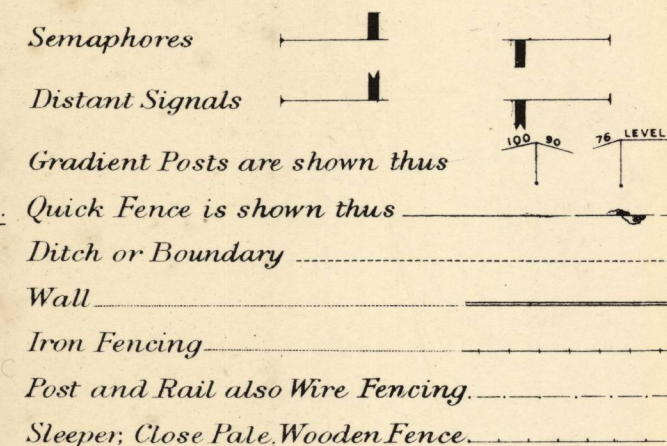 Semaphores
Distant Signals
100 90 76 LEVEL
Gradient Posts are shown thus
Quick Fence is shown thus
Ditch or Boundary
Wall
Iron Fencing
Post and Rail also Wire Fencing.
Sleeper, Close Pale, Wooden Fence.